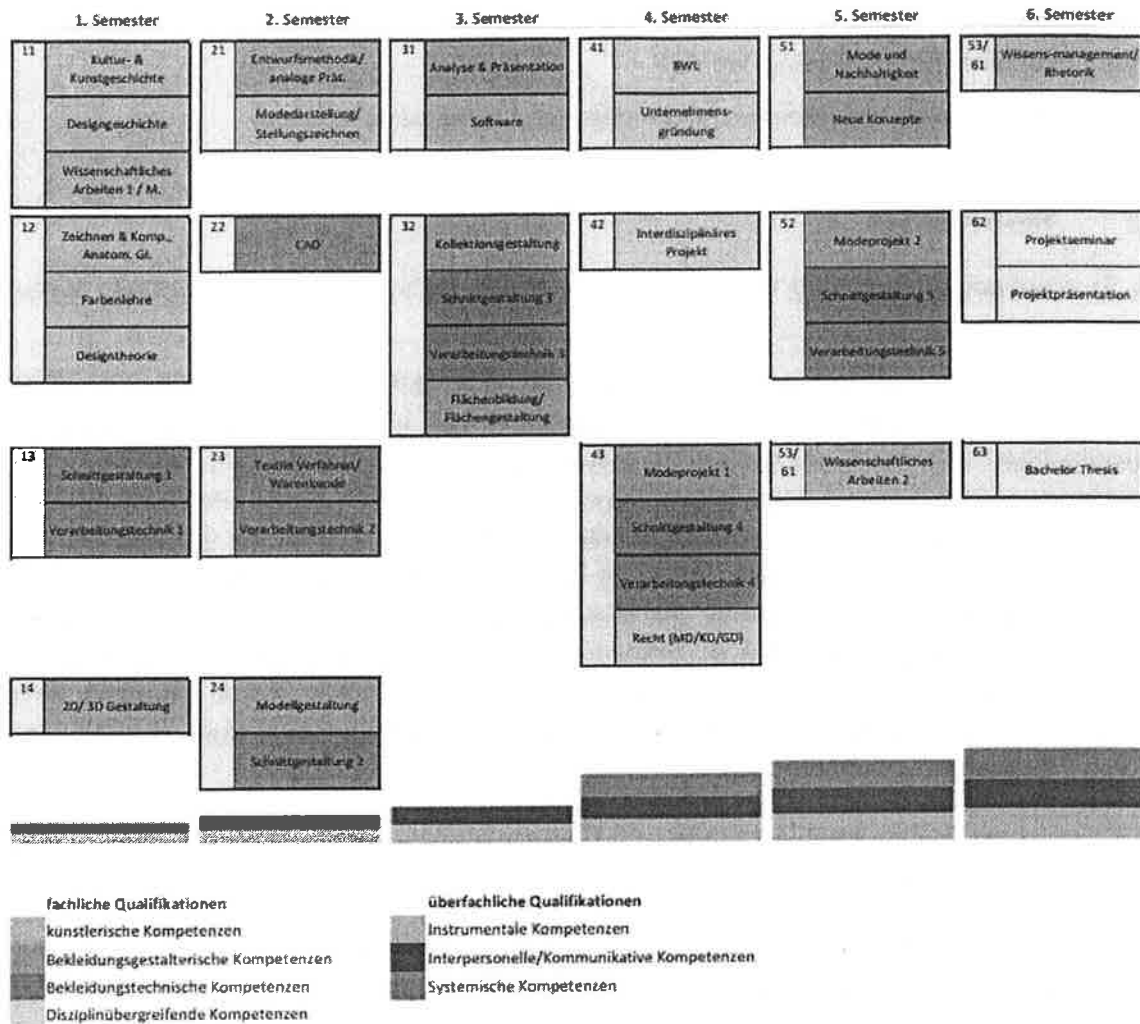 1. Semester
2. Semester
3. Semester
4. Semester
5. Semester
6. Semester
11
Kultur- &
Kunstgeschichte
Designgeschichte
Wissenschaftliches
Arbeiten 1 / M.
21
Entwurfsmethodik/
analoge Präs.
Modedarstellung/
Stellungszeichnen
31
Analyse & Präsentation
Software
41
BWL
Unternehmens-
gründung
51
Mode und
Nachhaltigkeit
Neue Konzepte
53/
61
Wissens-management/
Rhetorik
12
Zeichnen & Komp.,
Anatom. Gl.
Farbenlehre
Designtheorie
22
CAD
32
Kollektionsgestaltung
Schnittgestaltung 3
Verarbeitungstechnik 3
Flächenbildung/
Flächengestaltung
42
Interdisziplinäres
Projekt
52
Modeprojekt 2
Schnittgestaltung 5
Verarbeitungstechnik 5
62
Projektseminar
Projektpräsentation
13
Schnittgestaltung 1
Verarbeitungstechnik 1
23
Textile Verfahren/
Warenkunde
Verarbeitungstechnik 2
43
Modeprojekt 1
Schnittgestaltung 4
Verarbeitungstechnik 4
Recht (MD/KD/GD)
53/
61
Wissenschaftliches
Arbeiten 2
63
Bachelor Thesis
14
2D/ 3D Gestaltung
24
Modellgestaltung
Schnittgestaltung 2
fachliche Qualifikationen
künstlerische Kompetenzen
Bekleidungsgestalterische Kompetenzen
Bekleidungstechnische Kompetenzen
Disziplinübergreifende Kompetenzen
überfachliche Qualifikationen
Instrumentale Kompetenzen
Interpersonelle/Kommunikative Kompetenzen
Systemische Kompetenzen